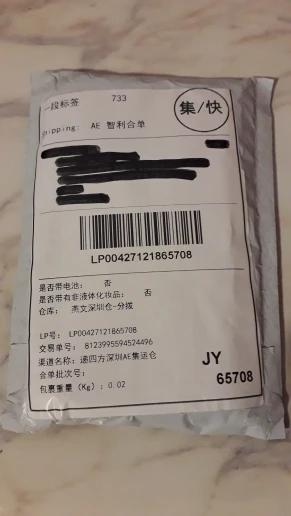 一段标签 733
集/快
Shipping: AE 智利合单
LP00427121865708
是否带电池: 否
是否带有非液体化妆品: 否
仓库: 燕文深圳仓-分拨
LP号: LP00427121865708
交易单号: 8123995594524496
渠道名称: 递四方深圳AE集运仓
合单批次号:
包裹重量(Kg): 0.02
JY
65708